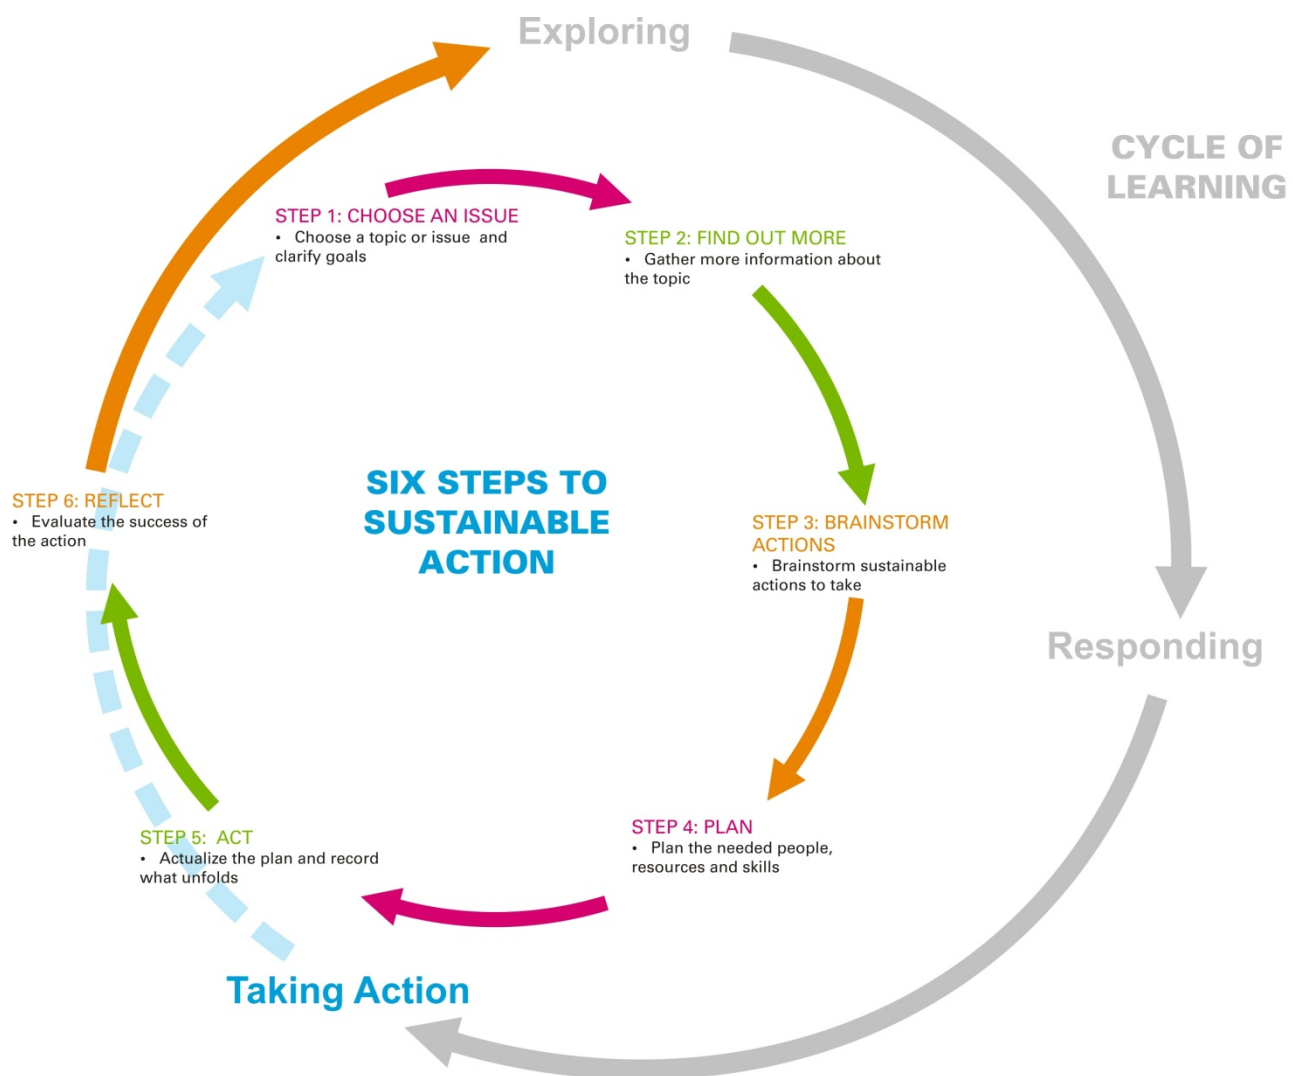 Exploring
CYCLE OF
LEARNING
STEP 1: CHOOSE AN ISSUE
• Choose a topic or issue and
clarify goals
STEP 2: FIND OUT MORE
• Gather more information about
the topic
SIX STEPS TO
SUSTAINABLE
ACTION
STEP 3: BRAINSTORM
ACTIONS
• Brainstorm sustainable
actions to take
Responding
STEP 4: PLAN
• Plan the needed people,
resources and skills
STEP 5: ACT
• Actualize the plan and record
what unfolds
STEP 6: REFLECT
• Evaluate the success of
the action
Taking Action